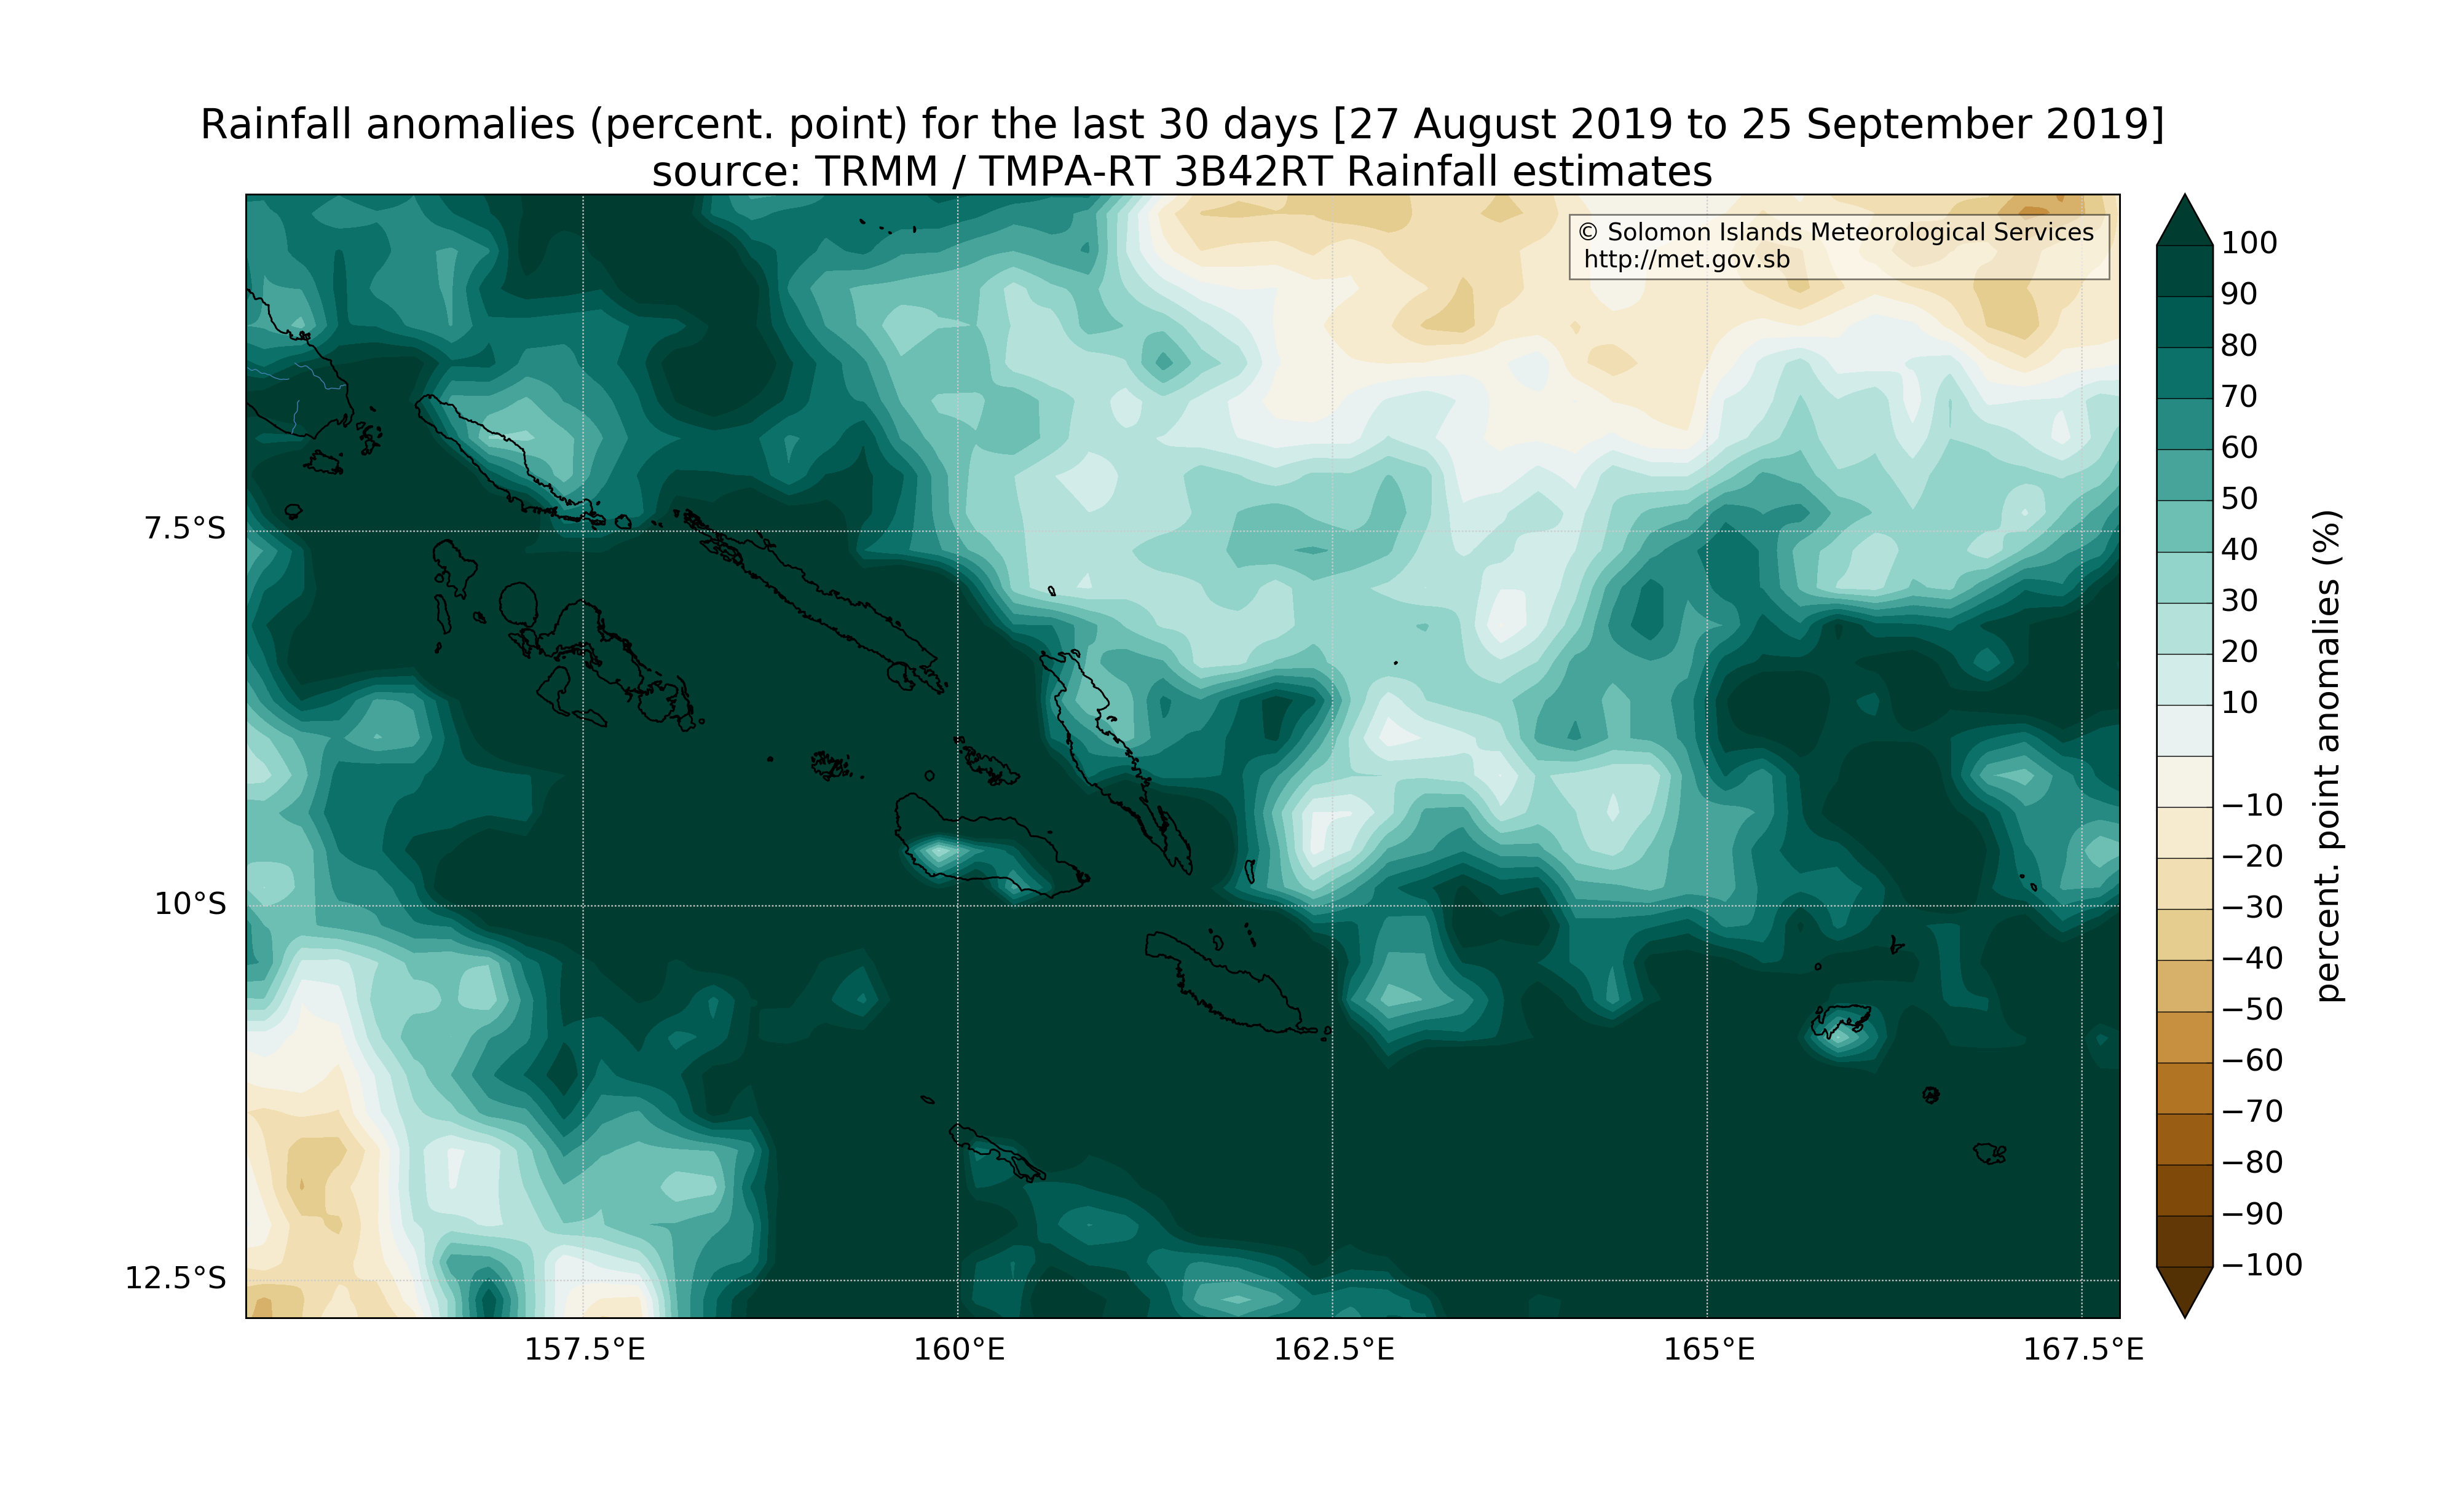 Rainfall anomalies (percent. point) for the last 30 days [27 August 2019 to 25 September 2019]
source: TRMM / TMPA-RT 3B42RT Rainfall estimates
© Solomon Islands Meteorological Services
http://met.gov.sb
7.5°S
10°S
12.5°S
157.5°E
160°E
162.5°E
165°E
167.5°E
100
90
80
70
60
50
40
30
20
10
−10
−20
−30
−40
−50
−60
−70
−80
−90
−100
percent. point anomalies (%)